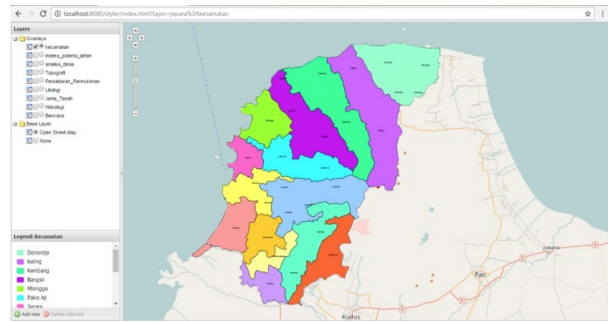 localhost:8080/styler/index.html?layer=jepara%3Akecamatan
Layers
Overlays
kecamatan
indeks_potensi_lahan
analisa_dinas
Topografi
Persebaran_Permukiman
Litologi
Jenis_Tanah
Hidrologi
Bencana
Base Layer
Open Street Map
None
Legend: kecamatan
Donorojo
Keling
Kembang
Bangsri
Mlonggo
Pakis Aji
Jepara
Add new
Delete selected
Juwana
Pati
Kudus